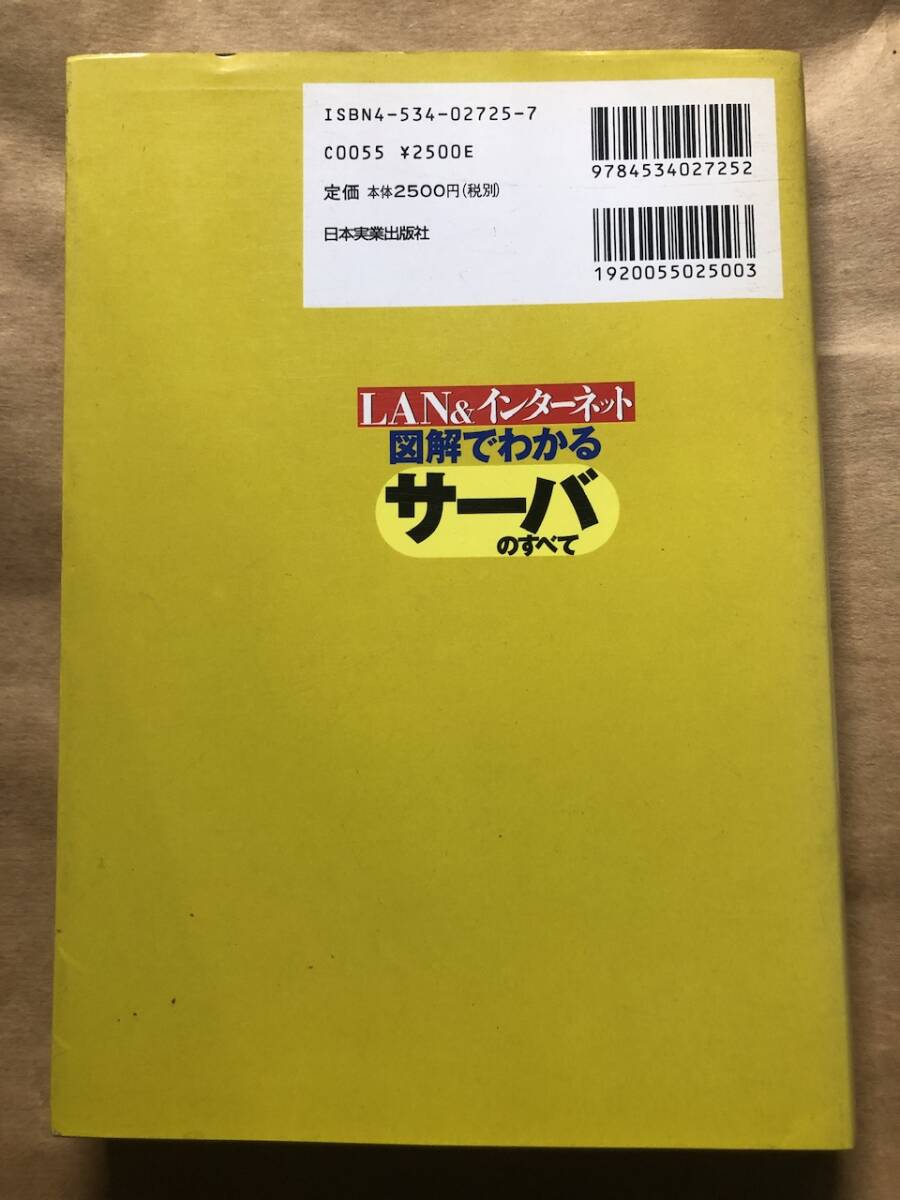 ISBN4-534-02725-7
C0055 ¥2500E
定価 本体2500円(税別)
日本実業出版社
9784534027252
1920055025003
LAN&インターネット
図解でわかる
サーバ
のすべて